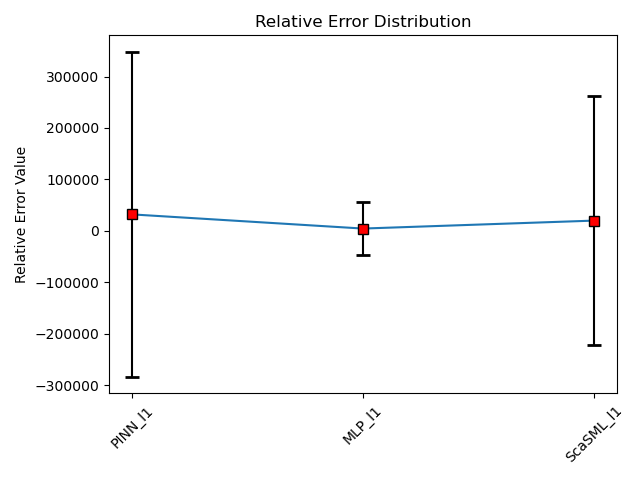 Relative Error Distribution
Relative Error Value
300000
200000
100000
0
−100000
−200000
−300000
PINN_l1
MLP_l1
ScaSML_l1